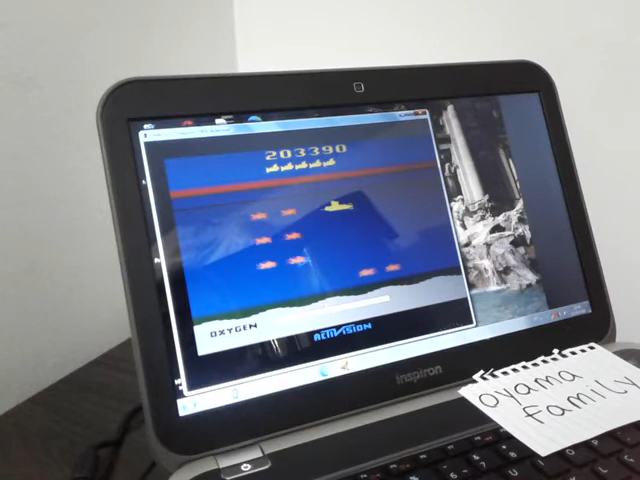 203390
OXYGEN
ACTIVISION
inspiron
oyama
family